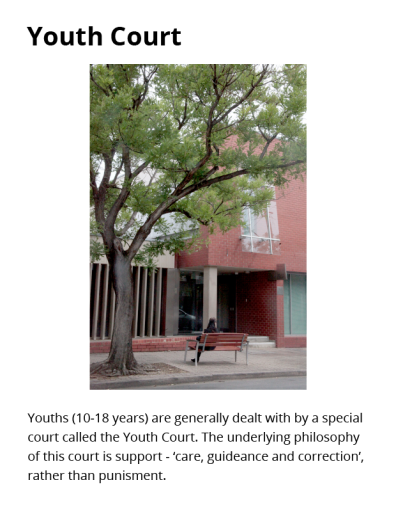 Youth Court
Youths (10-18 years) are generally dealt with by a special
court called the Youth Court. The underlying philosophy
of this court is support - ‘care, guideance and correction’,
rather than punisment.